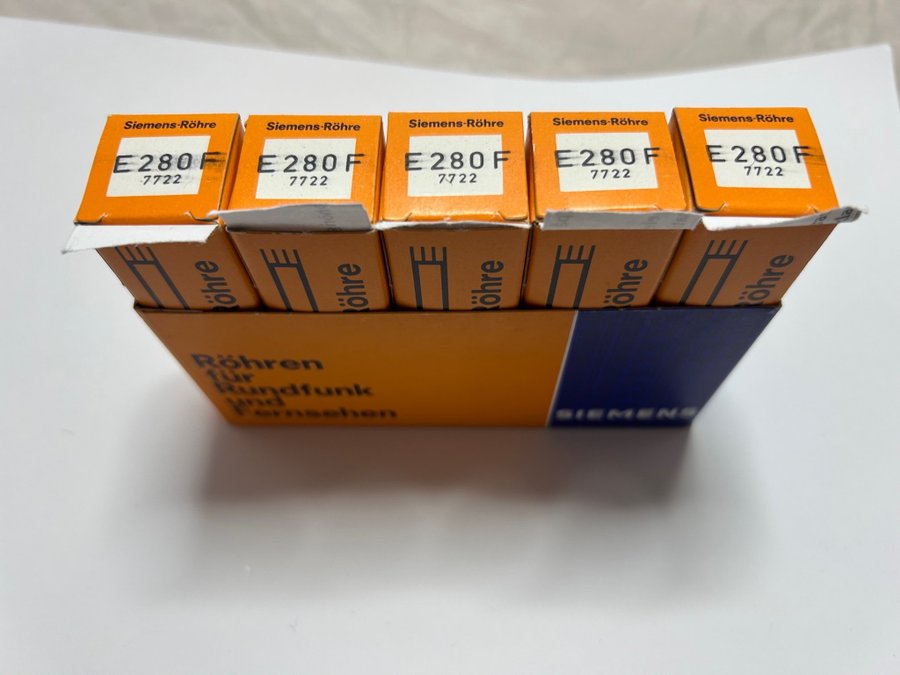 Siemens-Röhre
E280F
7722
Siemens-Röhre
E280F
7722
Siemens-Röhre
E280F
7722
Siemens-Röhre
E280F
7722
Siemens-Röhre
E280F
7722
Röhre
Röhre
Röhre
Röhre
Röhre
Röhren
für
Rundfunk
und
Fernsehen
SIEMENS